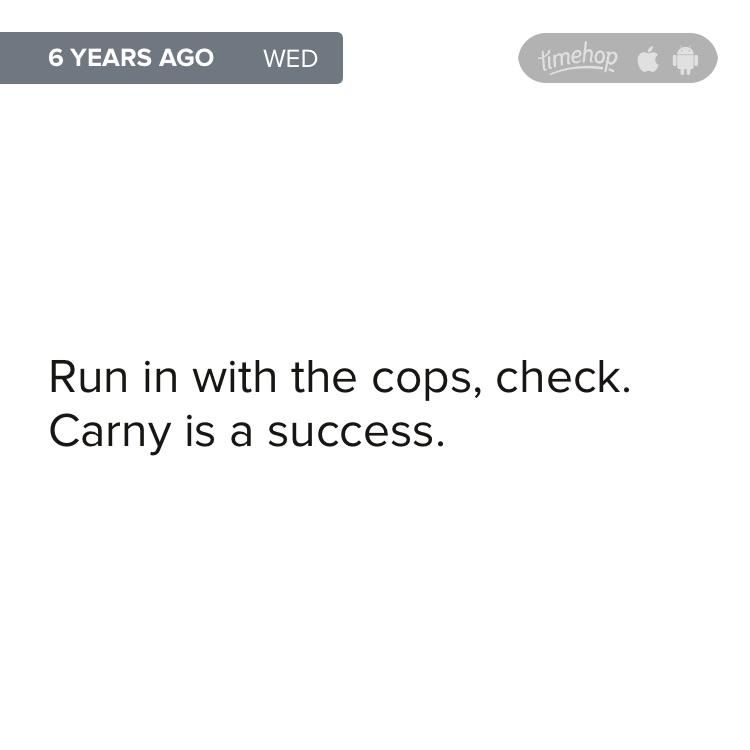 6 YEARS AGO WED
timehop
Run in with the cops, check.
Carny is a success.